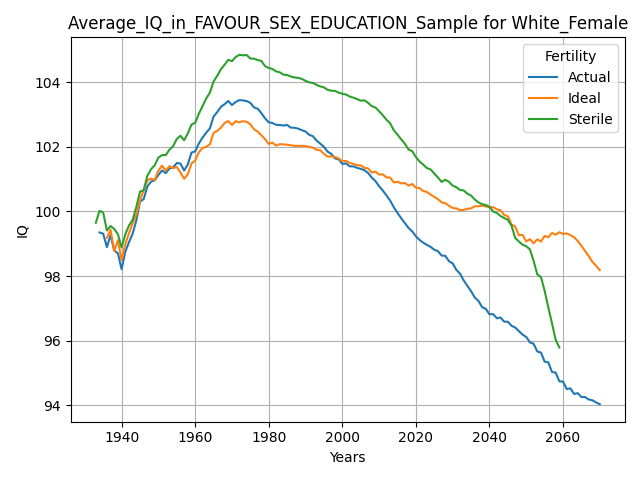 Average_IQ_in_FAVOUR_SEX_EDUCATION_Sample for White_Female
Fertility
Actual
Ideal
Sterile
IQ
104
102
100
98
96
94
1940
1960
1980
2000
2020
2040
2060
Years